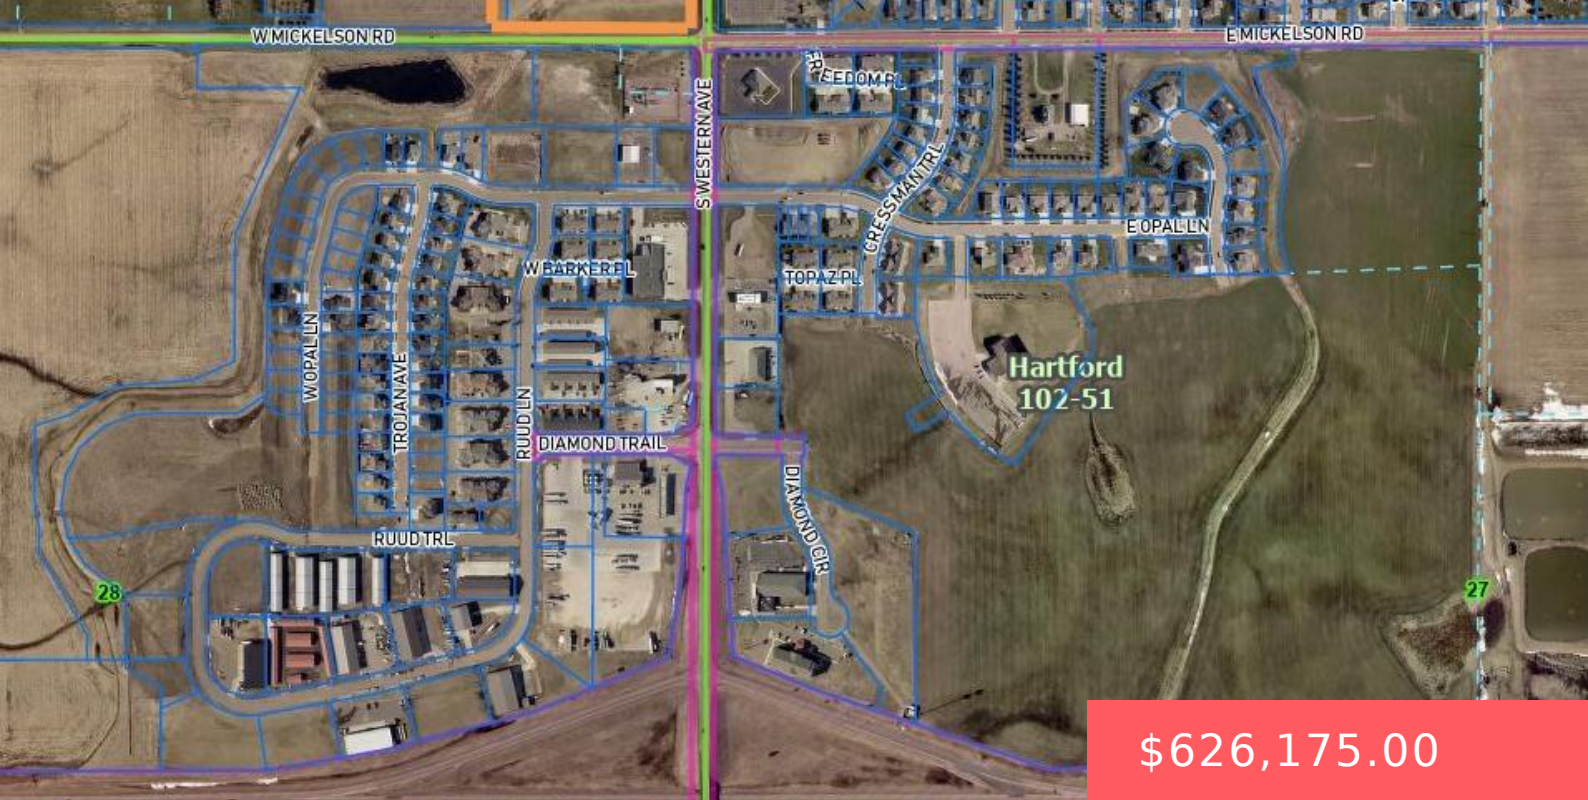 W MICKELSON RD
E MICKELSON RD
S WESTERN AVE
FREEDOM PL
CRESSMAN TRL
E OPAL LN
W BARKER PL
TOPAZ PL
W OPAL LN
TROJAN AVE
RUUD LN
Hartford
102-51
DIAMOND TRAIL
DIAMOND CIR
RUUD TRL
28
27
$626,175.00